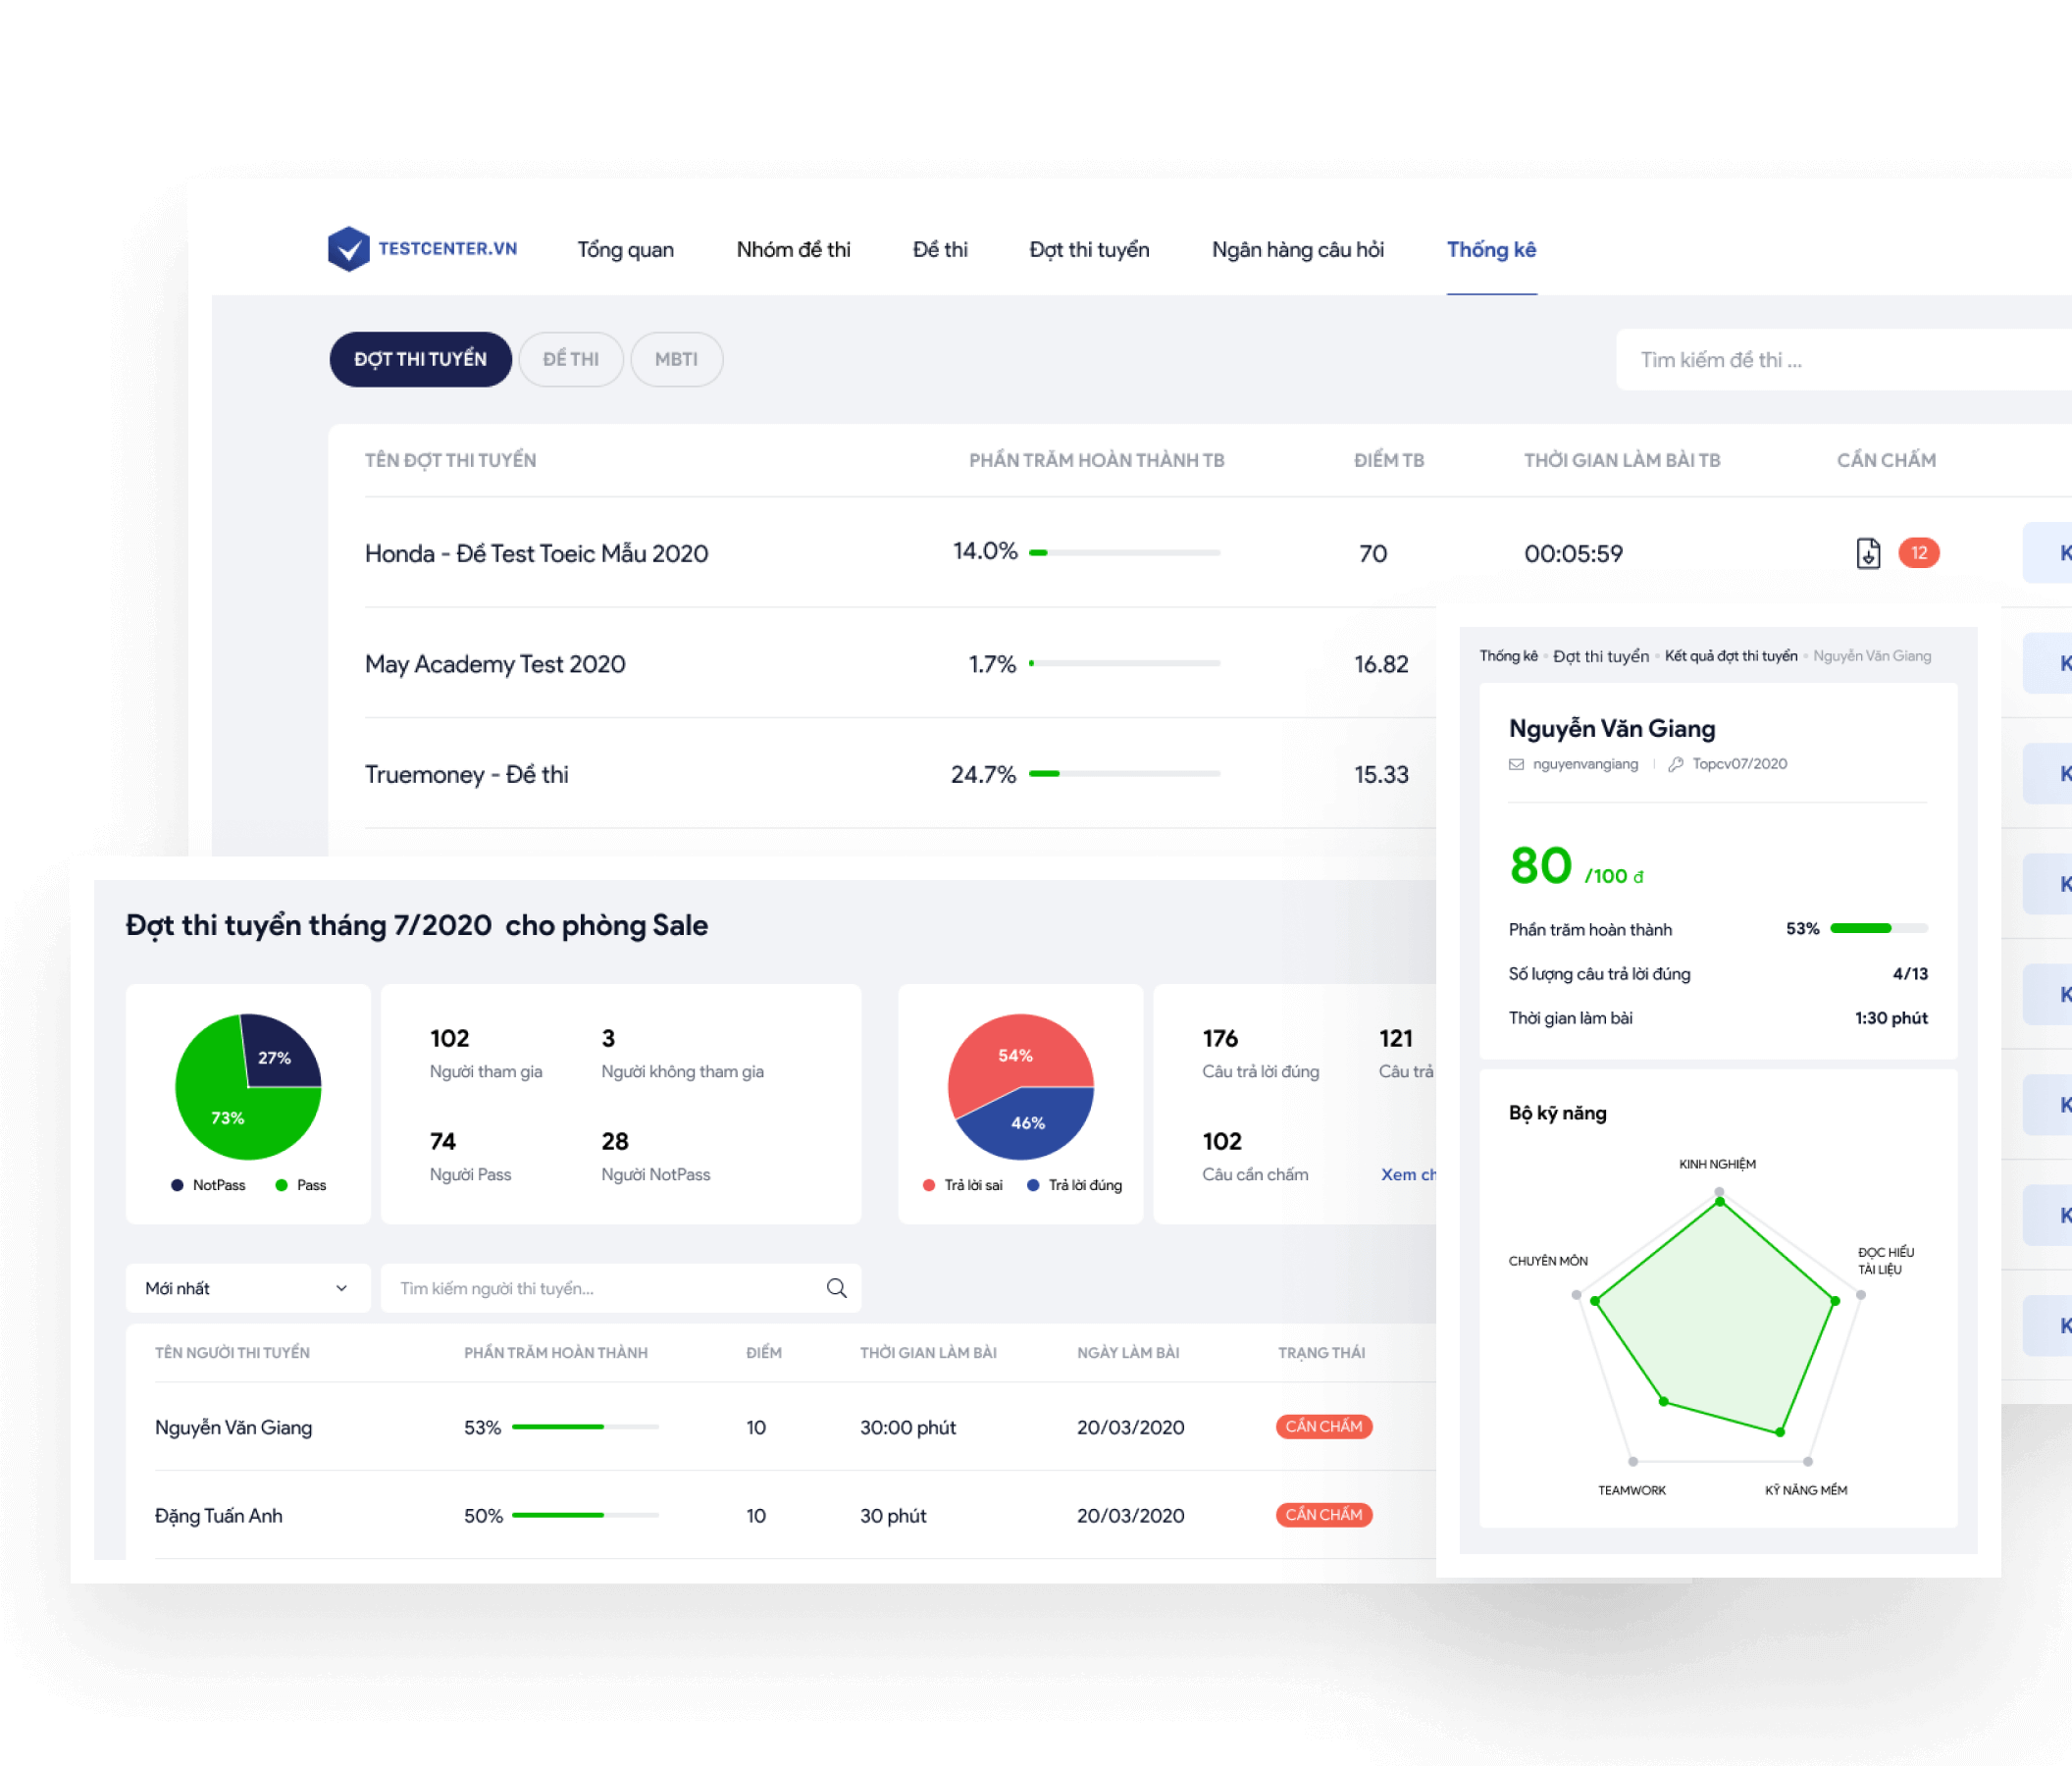 TESTCENTER.VN Tổng quan Nhóm đề thi Đề thi Đợt thi tuyển Ngân hàng câu hỏi Thống kê
ĐỢT THI TUYỂN ĐỀ THI MBTI Tìm kiếm đề thi ...
TÊN ĐỢT THI TUYỂN PHẦN TRĂM HOÀN THÀNH TB ĐIỂM TB THỜI GIAN LÀM BÀI TB CẦN CHẤM
Honda - Đề Test Toeic Mẫu 2020 14.0% 70 00:05:59 12
May Academy Test 2020 1.7% 16.82
Truemoney - Đề thi 24.7% 15.33
Đợt thi tuyển tháng 7/2020 cho phòng Sale
27%
73%
NotPass Pass
102 3
Người tham gia Người không tham gia
74 28
Người Pass Người NotPass
54%
46%
Trả lời sai Trả lời đúng
176 121
Câu trả lời đúng Câu trả
102
Câu cần chấm Xem
Mới nhất Tìm kiếm người thi tuyển...
TÊN NGƯỜI THI TUYỂN PHẦN TRĂM HOÀN THÀNH ĐIỂM THỜI GIAN LÀM BÀI NGÀY LÀM BÀI TRẠNG THÁI
Nguyễn Văn Giang 53% 10 30:00 phút 20/03/2020 CẦN CHẤM
Đặng Tuấn Anh 50% 10 30 phút 20/03/2020 CẦN CHẤM
Thống kê Đợt thi tuyển Kết quả đợt thi tuyển Nguyễn Văn Giang
Nguyễn Văn Giang
nguyenvangiang Topcv07/2020
80 /100 đ
Phần trăm hoàn thành 53%
Số lượng câu trả lời đúng 4/13
Thời gian làm bài 1:30 phút
Bộ kỹ năng
KINH NGHIỆM
ĐỌC HIỂU
TÀI LIỆU
CHUYÊN MÔN
TEAMWORK KỸ NĂNG MỀM